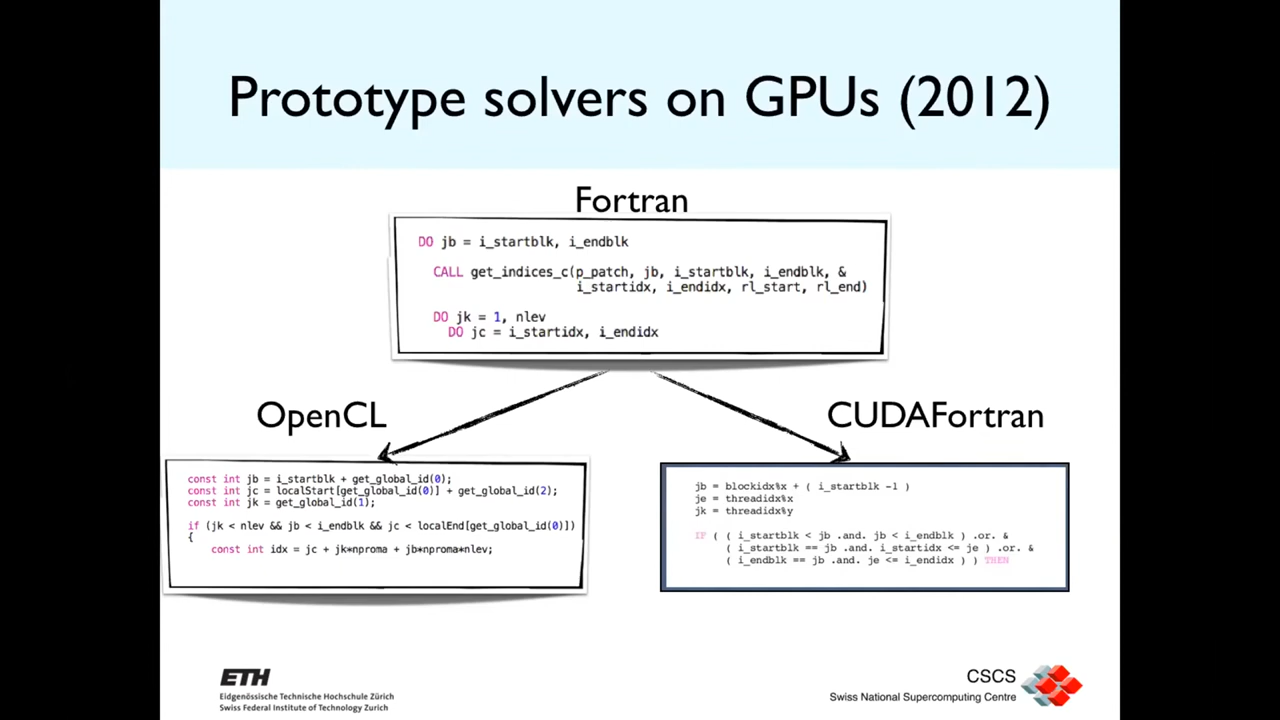 Prototype solvers on GPUs (2012)
Fortran
DO jb = i_startblk, i_endblk
CALL get_indices_c(p_patch, jb, i_startblk, i_endblk, &
i_startidx, i_endidx, rl_start, rl_end)
DO jk = 1, nlev
DO jc = i_startidx, i_endidx
OpenCL
const int jb = i_startblk + get_global_id(0);
const int jc = localStart[get_global_id(0)] + get_global_id(2);
const int jk = get_global_id(1);
if (jk < nlev && jb < i_endblk && jc < localEnd[get_global_id(0)])
{
const int idx = jc + jk*nproma + jb*nproma*nlev;
CUDAFortran
jb = blockidx%x + ( i_startblk -1 )
je = threadidx%x
jk = threadidx%y
IF ( ( i_startblk < jb .and. jb < i_endblk ) .or. &
( i_startblk == jb .and. i_startidx <= je ) .or. &
( i_endblk == jb .and. je <= i_endidx ) ) THEN
ETH
Eidgenössische Technische Hochschule Zürich
Swiss Federal Institute of Technology Zurich
CSCS
Swiss National Supercomputing Centre